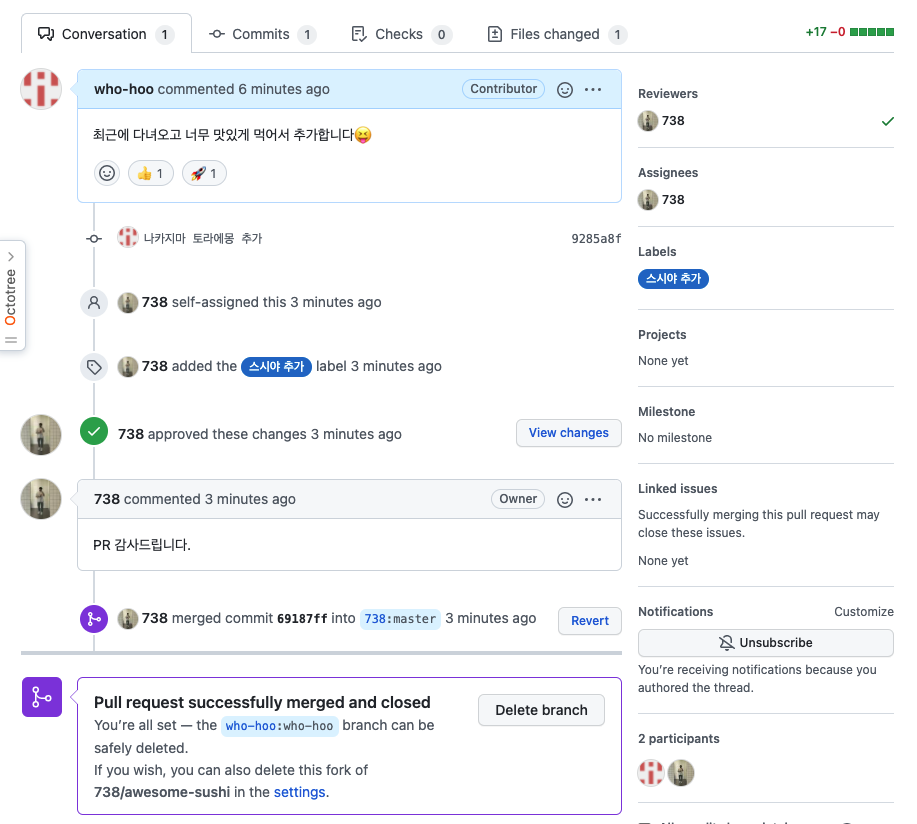 Conversation 1 Commits 1 Checks 0 Files changed 1 +17 −0
who-hoo commented 6 minutes ago Contributor
최근에 다녀오고 너무 맛있게 먹어서 추가합니다😝
👍 1 🚀 1
나카지마 토라에몽 추가 9285a8f
Octotree
738 self-assigned this 3 minutes ago
738 added the 스시야 추가 label 3 minutes ago
738 approved these changes 3 minutes ago View changes
738 commented 3 minutes ago Owner
PR 감사드립니다.
738 merged commit 69187ff into 738:master 3 minutes ago Revert
Pull request successfully merged and closed
You’re all set — the who-hoo:who-hoo branch can be
safely deleted.
If you wish, you can also delete this fork of
738/awesome-sushi in the settings.
Delete branch
Reviewers
738
Assignees
738
Labels
스시야 추가
Projects
None yet
Milestone
No milestone
Linked issues
Successfully merging this pull request may
close these issues.
None yet
Notifications Customize
Unsubscribe
You’re receiving notifications because you
authored the thread.
2 participants